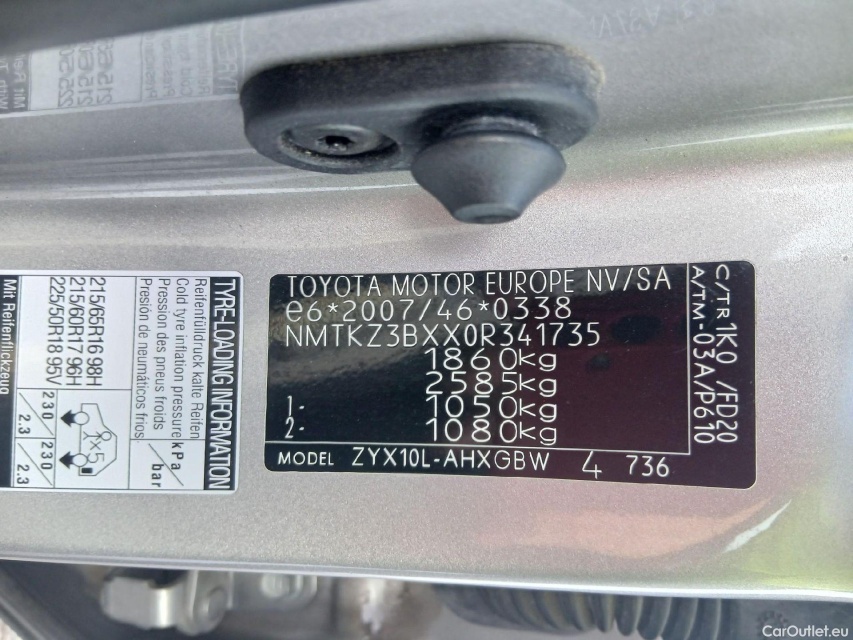 TOYOTA MOTOR EUROPE NV/SA
e6*2007/46*0338
NMTKZ3BXX0R341735
1860kg
2585kg
1- 1050kg
2- 1080kg
MODEL ZYX10L-AHXGBW 4 736
C/TR 1K0 /FD20
A/TM-03A/P610
TYRE-LOADING INFORMATION
Reifenfülldruck kalte Reifen
Cold tyre inflation pressure
Pression des pneus froids
Presión de neumáticos fríos
kPa / bar
x5
215/65R16 98H
215/60R17 96H
225/50R18 95V
230 / 2.3
230 / 2.3
Mit Reifenflickzeug
CarOutlet.eu